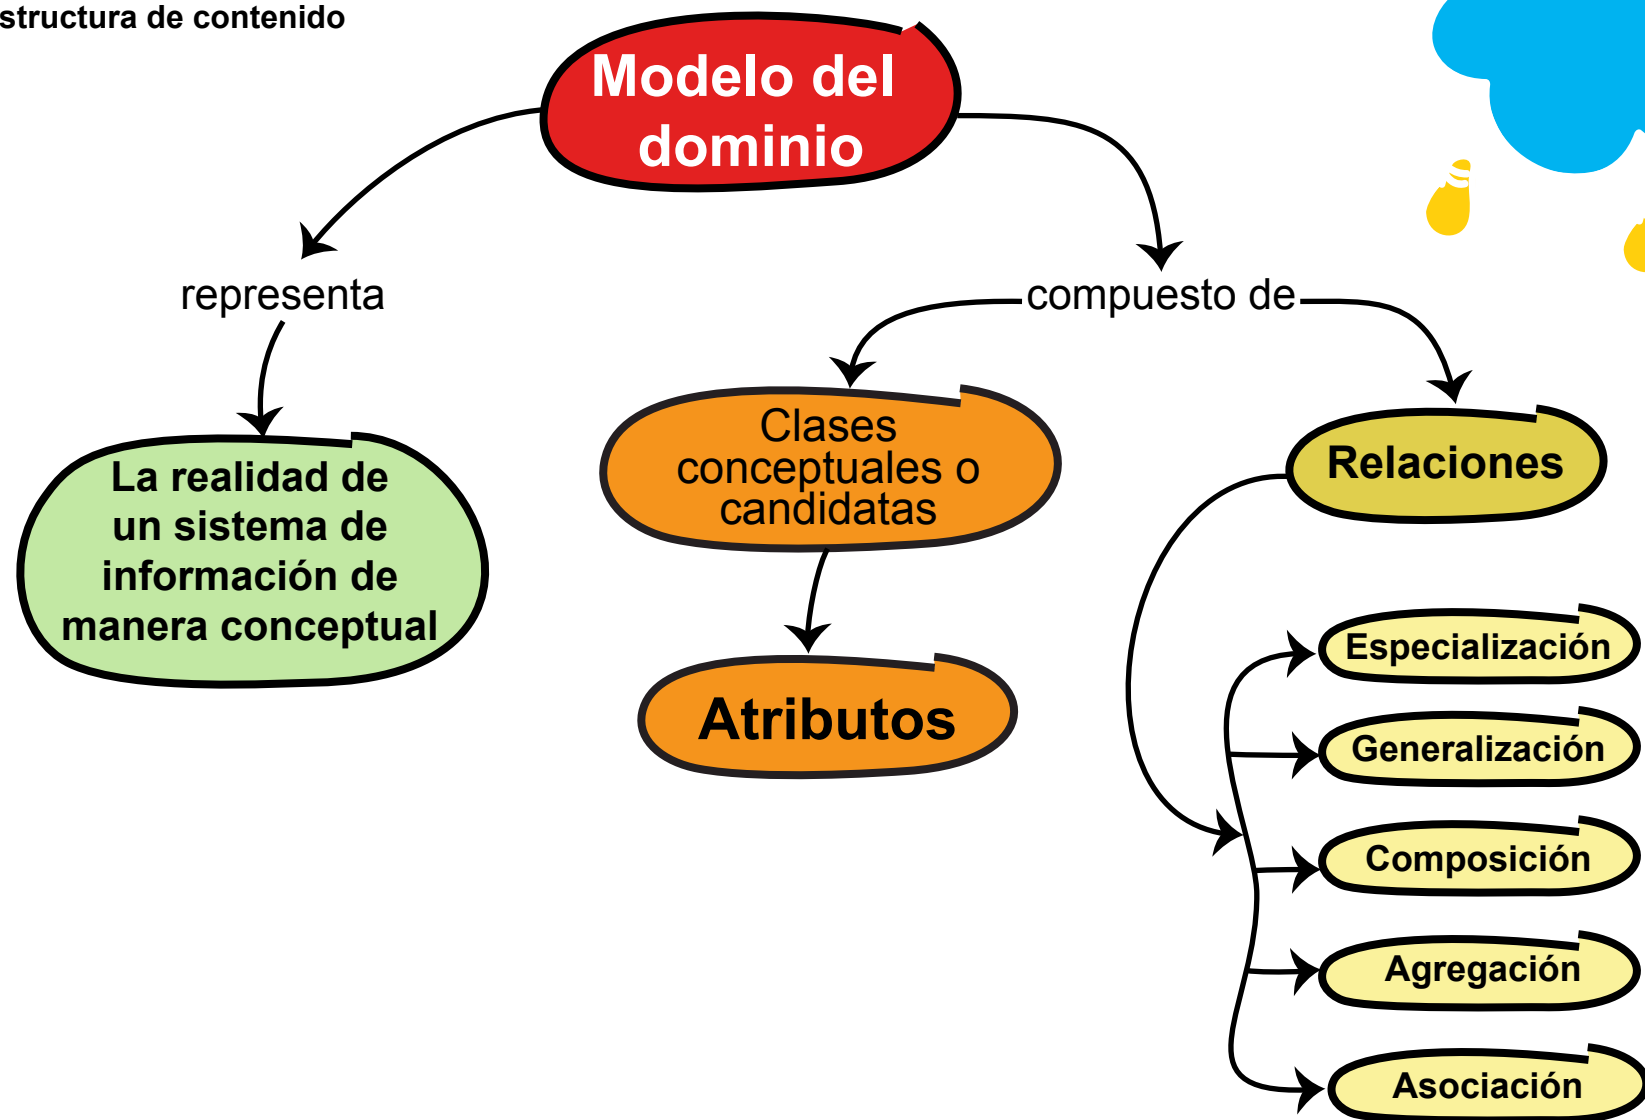 structura de contenido
Modelo del
dominio
representa
compuesto de
La realidad de
un sistema de
información de
manera conceptual
Clases
conceptuales o
candidatas
Atributos
Relaciones
Especialización
Generalización
Composición
Agregación
Asociación